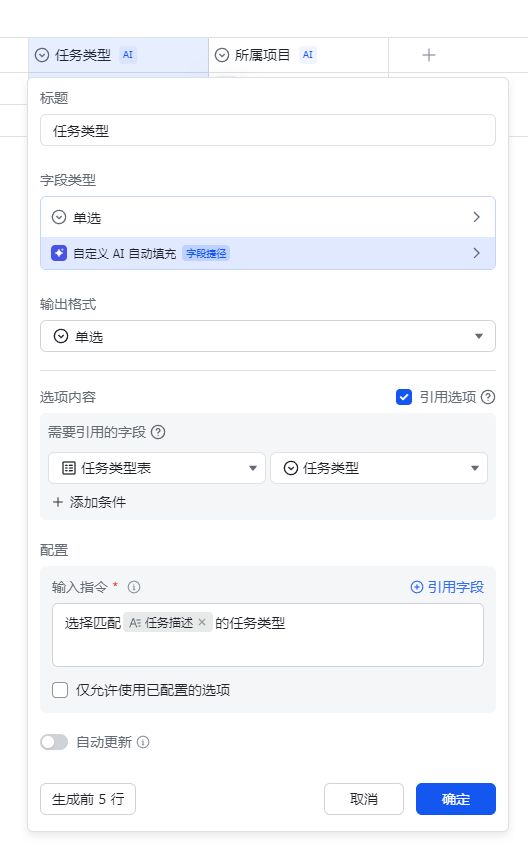 任务类型 AI 所属项目 AI
标题
任务类型
字段类型
单选
自定义 AI 自动填充 字段捷径
输出格式
单选
选项内容 引用选项
需要引用的字段
任务类型表 任务类型
添加条件
配置
输入指令 * 引用字段
选择匹配 任务描述 的任务类型
仅允许使用已配置的选项
自动更新
生成前 5 行 取消 确定